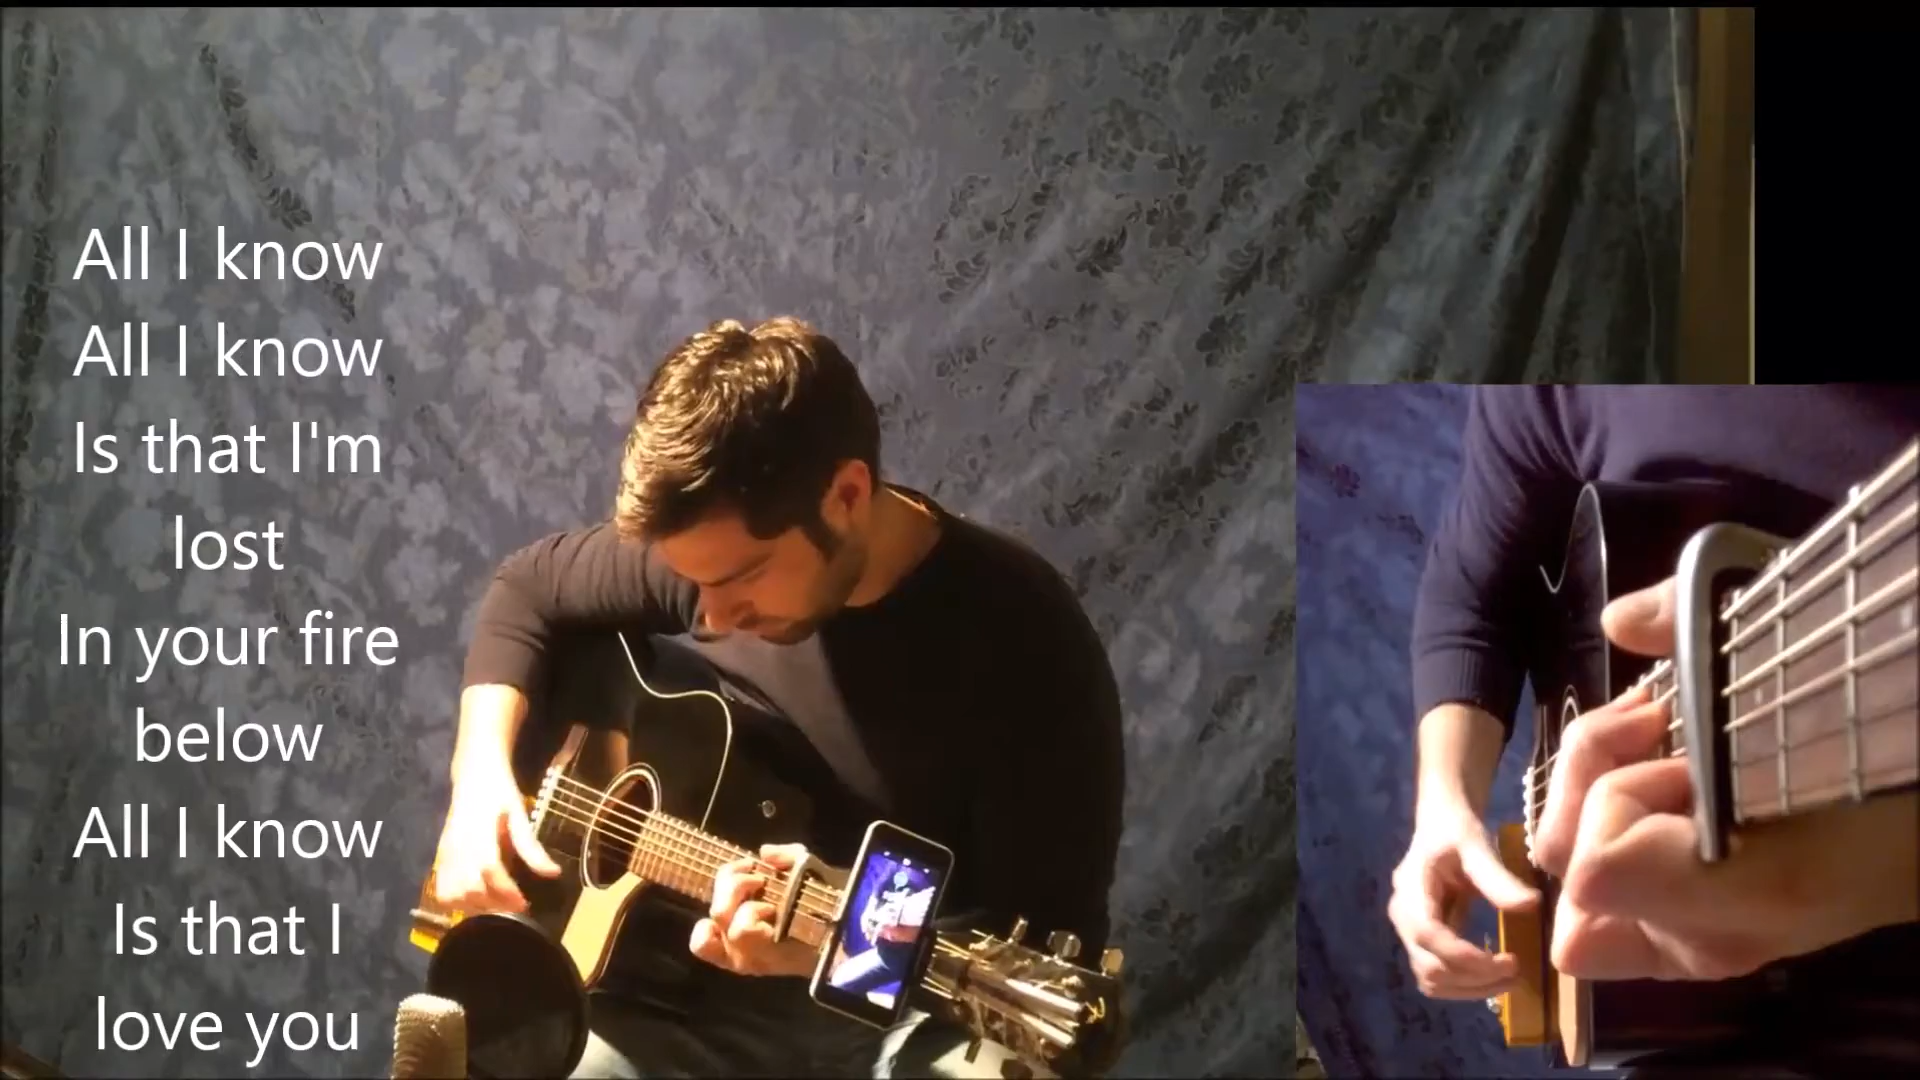 All I know
All I know
Is that I'm
lost
In your fire
below
All I know
Is that I
love you